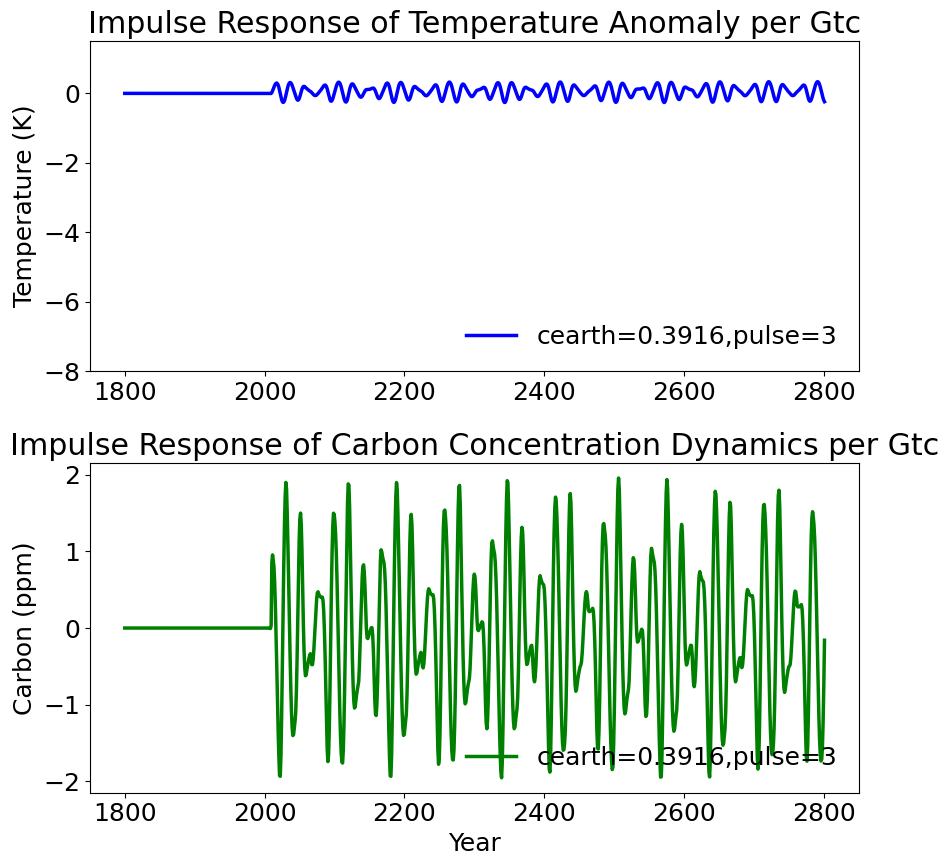 Impulse Response of Temperature Anomaly per Gtc
Temperature (K)
0
−2
−4
−6
−8
cearth=0.3916,pulse=3
1800 2000 2200 2400 2600 2800
Impulse Response of Carbon Concentration Dynamics per Gtc
Carbon (ppm)
2
1
0
−1
−2
cearth=0.3916,pulse=3
1800 2000 2200 2400 2600 2800
Year